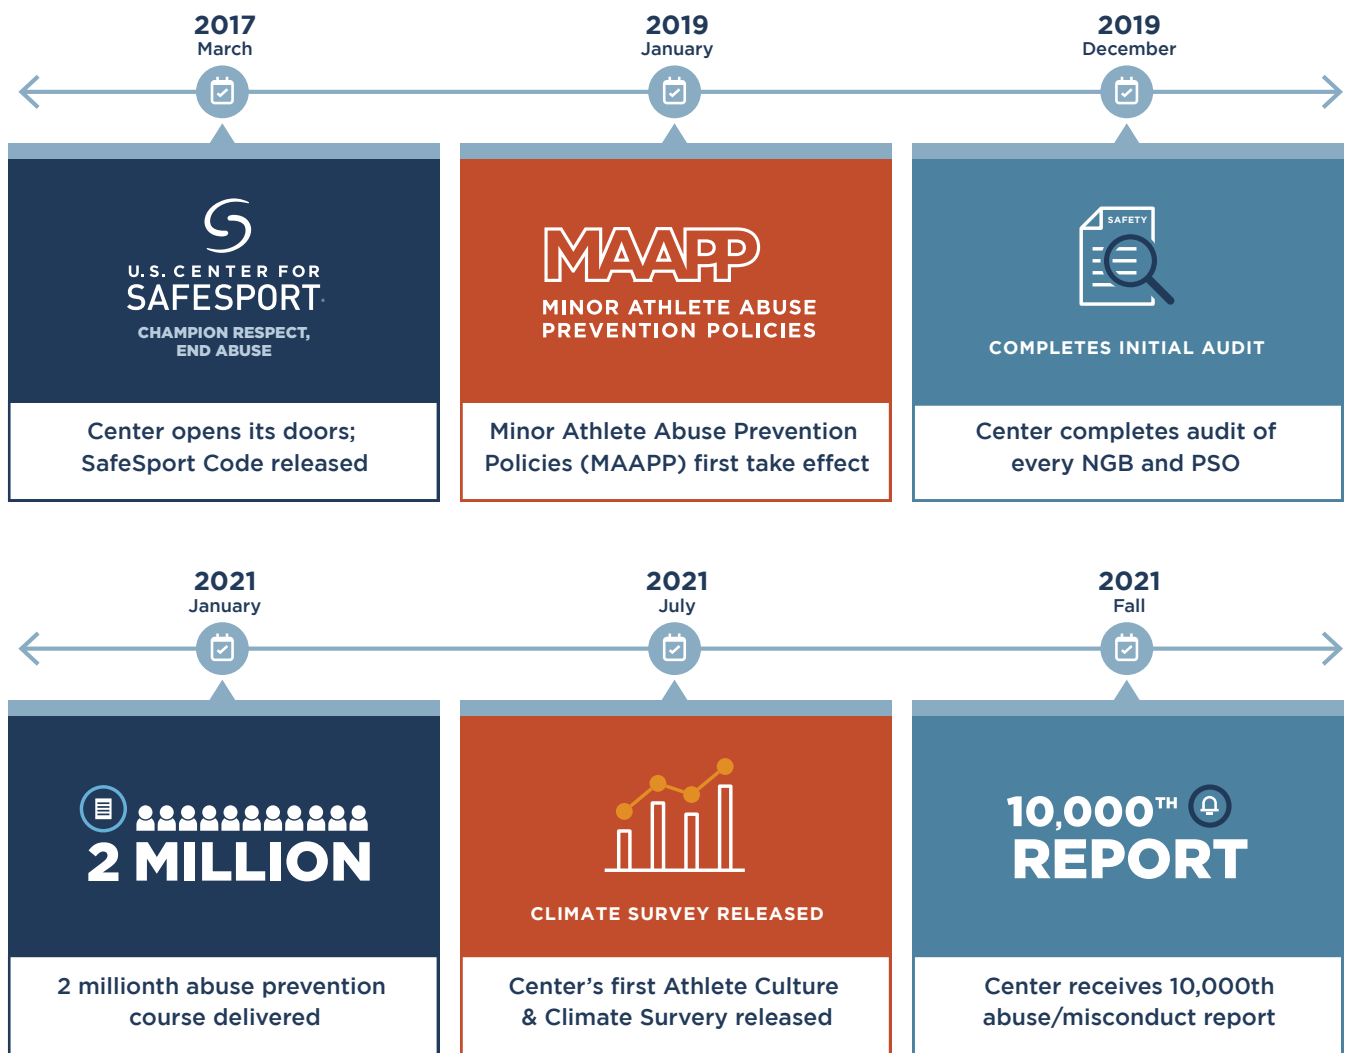 2017
March
2019
January
2019
December
U.S. CENTER FOR
SAFESPORT
CHAMPION RESPECT,
END ABUSE
Center opens its doors;
SafeSport Code released
MAAPP
MINOR ATHLETE ABUSE
PREVENTION POLICIES
Minor Athlete Abuse Prevention
Policies (MAAPP) first take effect
SAFETY
COMPLETES INITIAL AUDIT
Center completes audit of
every NGB and PSO
2021
January
2021
July
2021
Fall
2 MILLION
2 millionth abuse prevention
course delivered
CLIMATE SURVEY RELEASED
Center’s first Athlete Culture
& Climate Survery released
10,000TH
REPORT
Center receives 10,000th
abuse/misconduct report